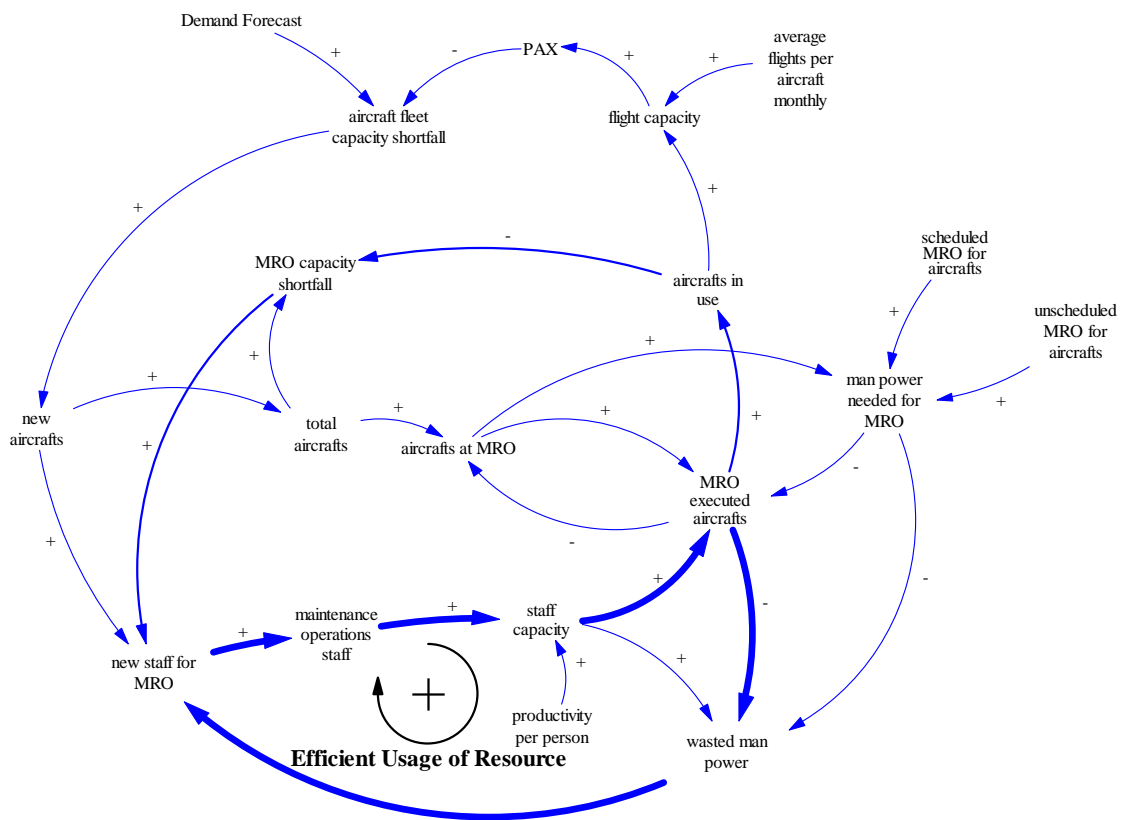 Demand Forecast
+
-
PAX
+
+
average
flights per
aircraft
monthly
aircraft fleet
capacity shortfall
flight capacity
+
+
-
MRO capacity
shortfall
aircrafts in
use
scheduled
MRO for
aircrafts
+
unscheduled
MRO for
aircrafts
+
+
+
+
man power
needed for
MRO
+
new
aircrafts
total
aircrafts
+
+
aircrafts at MRO
+
+
MRO
executed
aircrafts
-
+
-
-
+
+
+
-
maintenance
operations
staff
staff
capacity
+
+
new staff for
MRO
+
productivity
per person
wasted man
power
Efficient Usage of Resource